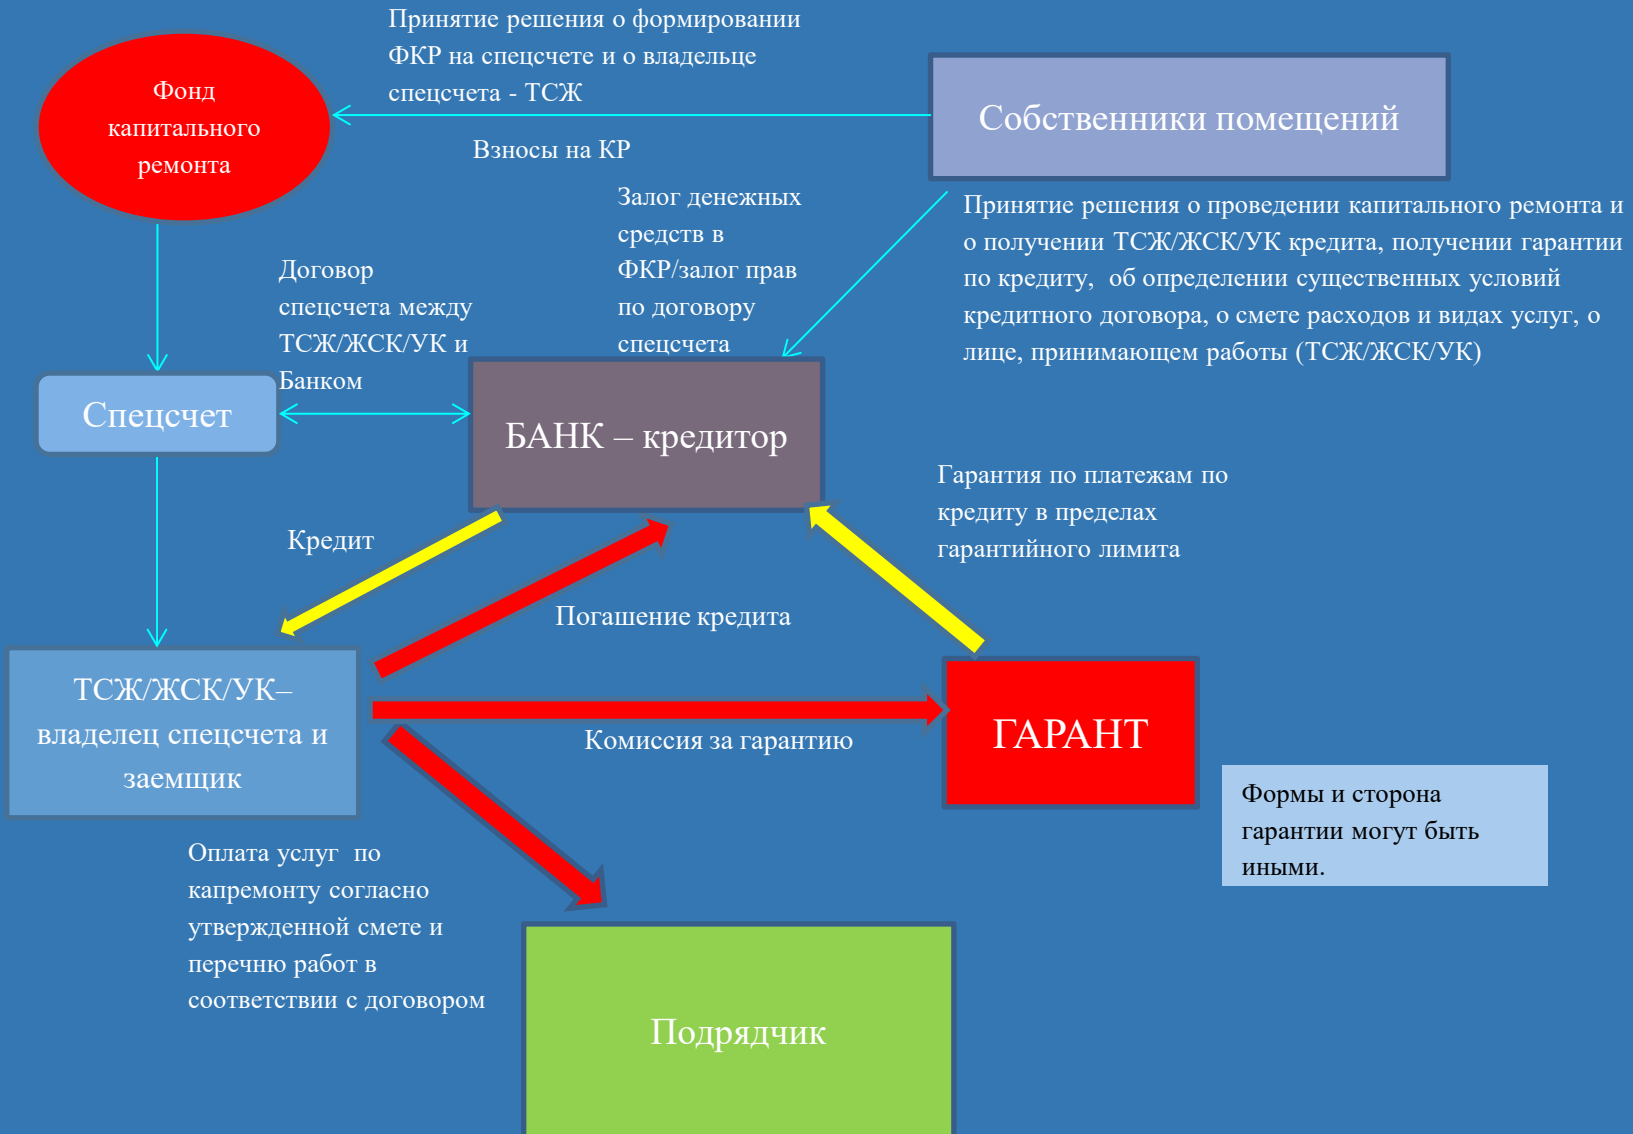 Принятие решения о формировании
ФКР на спецсчете и о владельце
спецсчета - ТСЖ
Фонд
капитального
ремонта
Собственники помещений
Взносы на КР
Залог денежных
средств в
ФКР/залог прав
по договору
спецсчета
Принятие решения о проведении капитального ремонта и
о получении ТСЖ/ЖСК/УК кредита, получении гарантии
по кредиту,  об определении существенных условий
кредитного договора, о смете расходов и видах услуг, о
лице, принимающем работы (ТСЖ/ЖСК/УК)
Договор
спецсчета между
ТСЖ/ЖСК/УК и
Банком
Спецсчет
БАНК – кредитор
Гарантия по платежам по
кредиту в пределах
гарантийного лимита
Кредит
Погашение кредита
ТСЖ/ЖСК/УК–
владелец спецсчета и
заемщик
Комиссия за гарантию
ГАРАНТ
Формы и сторона
гарантии могут быть
иными.
Оплата услуг  по
капремонту согласно
утвержденной смете и
перечню работ в
соответствии с договором
Подрядчик